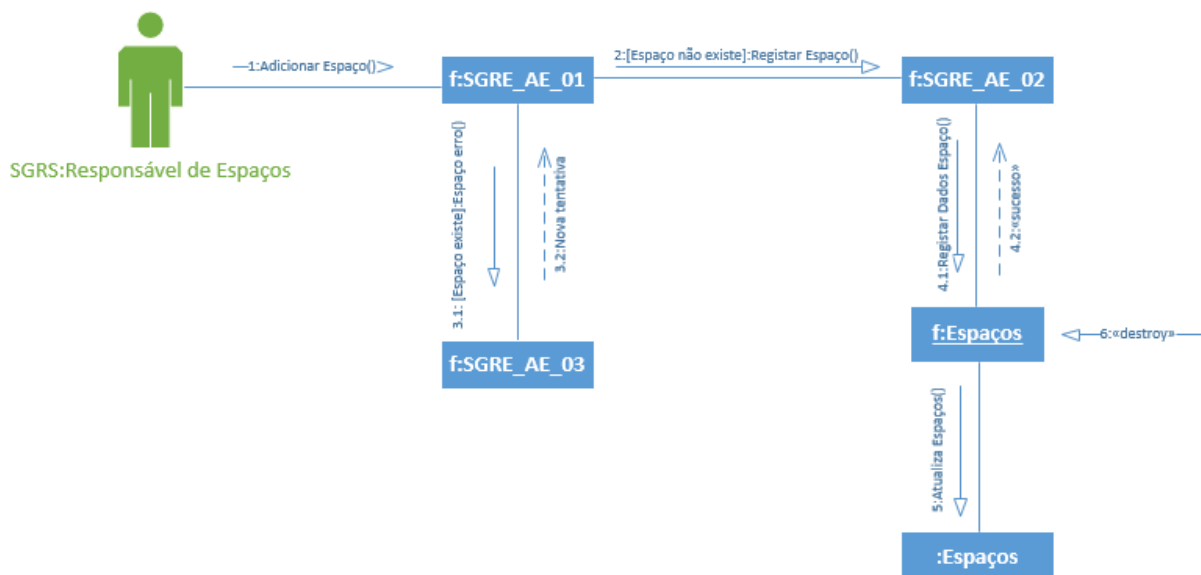 1:Adicionar Espaço()
2:[Espaço não existe]:Registar Espaço()
f:SGRE_AE_01
f:SGRE_AE_02
SGRS:Responsável de Espaços
3.1: [Espaço existe]:Espaço erro()
3.2:Nova tentativa
4.1:Registar Dados Espaço()
4.2:«sucesso»
f:Espaços
6:«destroy»
f:SGRE_AE_03
5:Atualiza Espaços()
:Espaços